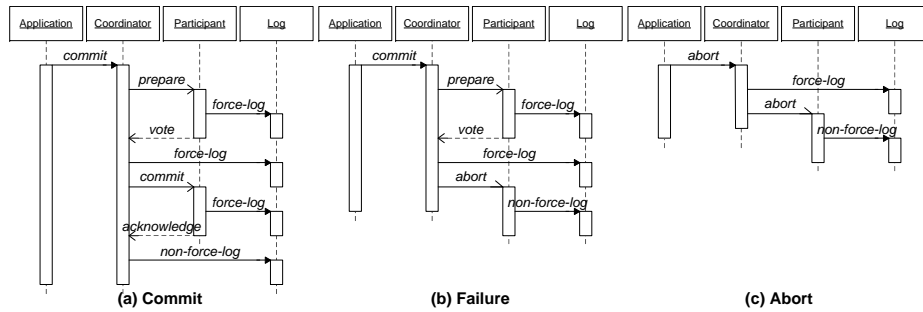 Application Coordinator Participant Log
commit
prepare
force-log
vote
force-log
commit
force-log
acknowledge
non-force-log
(a) Commit
Application Coordinator Participant Log
commit
prepare
force-log
vote
force-log
abort
non-force-log
(b) Failure
Application Coordinator Participant Log
abort
force-log
abort
non-force-log
(c) Abort